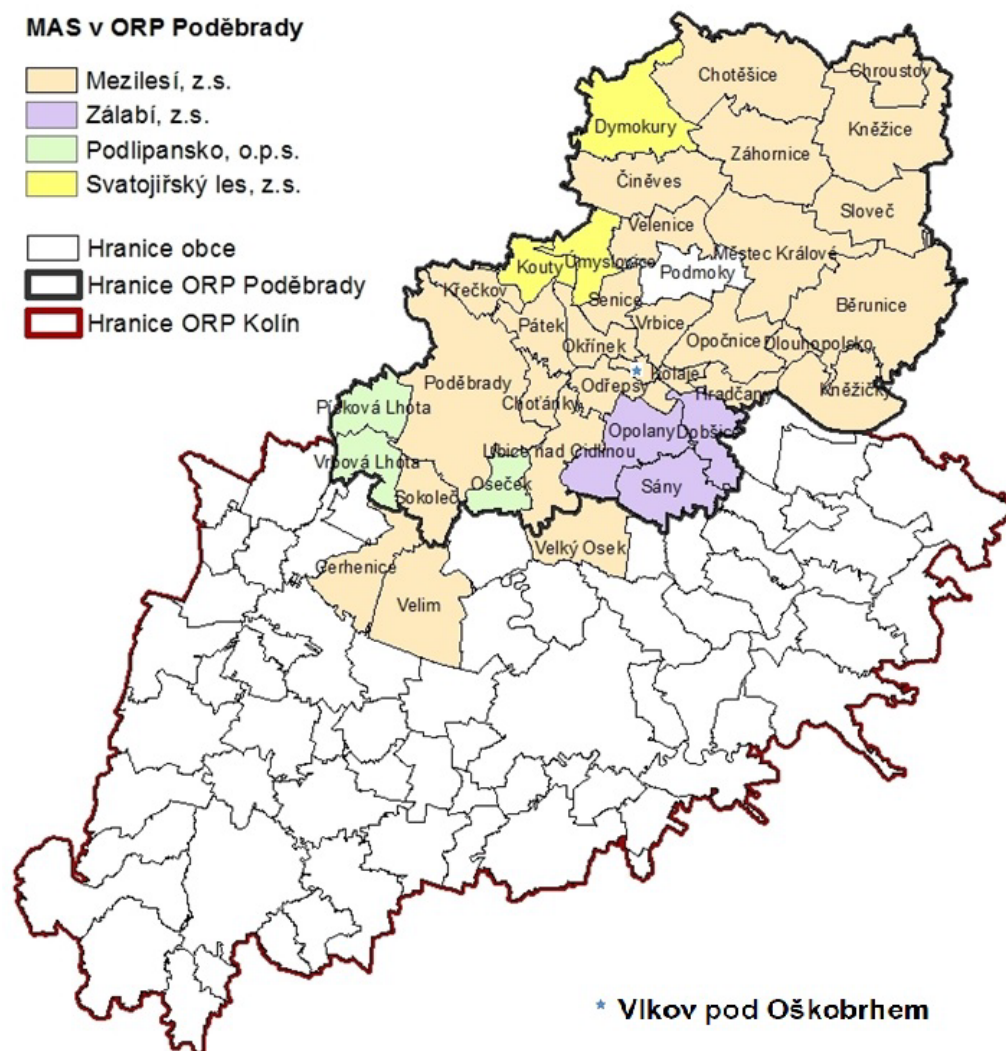 MAS v ORP Poděbrady
Mezilesí, z.s.
Zálabí, z.s.
Podlipansko, o.p.s.
Svatojiřský les, z.s.
Hranice obce
Hranice ORP Poděbrady
Hranice ORP Kolín
Chotěšice
Chroustov
Dymokury
Kněžice
Záhornice
Činěves
Sloveč
Velenice
Městec Králové
Úmyslovice
Kouty
Podmoky
Křečkov
Senice
Běrunice
Pátek
Vrbice
Okřínek
Opočnice
Dlouhopolsko
Kolaje
Poděbrady
Odřepsy
Choťánky
Hradčany
Kněžičky
Písková Lhota
Opolany
Dobšice
Libice nad Cidlinou
Vrbová Lhota
Oseček
Sány
Sokoleč
Velký Osek
Cerhenice
Velim
* Vlkov pod Oškobrhem